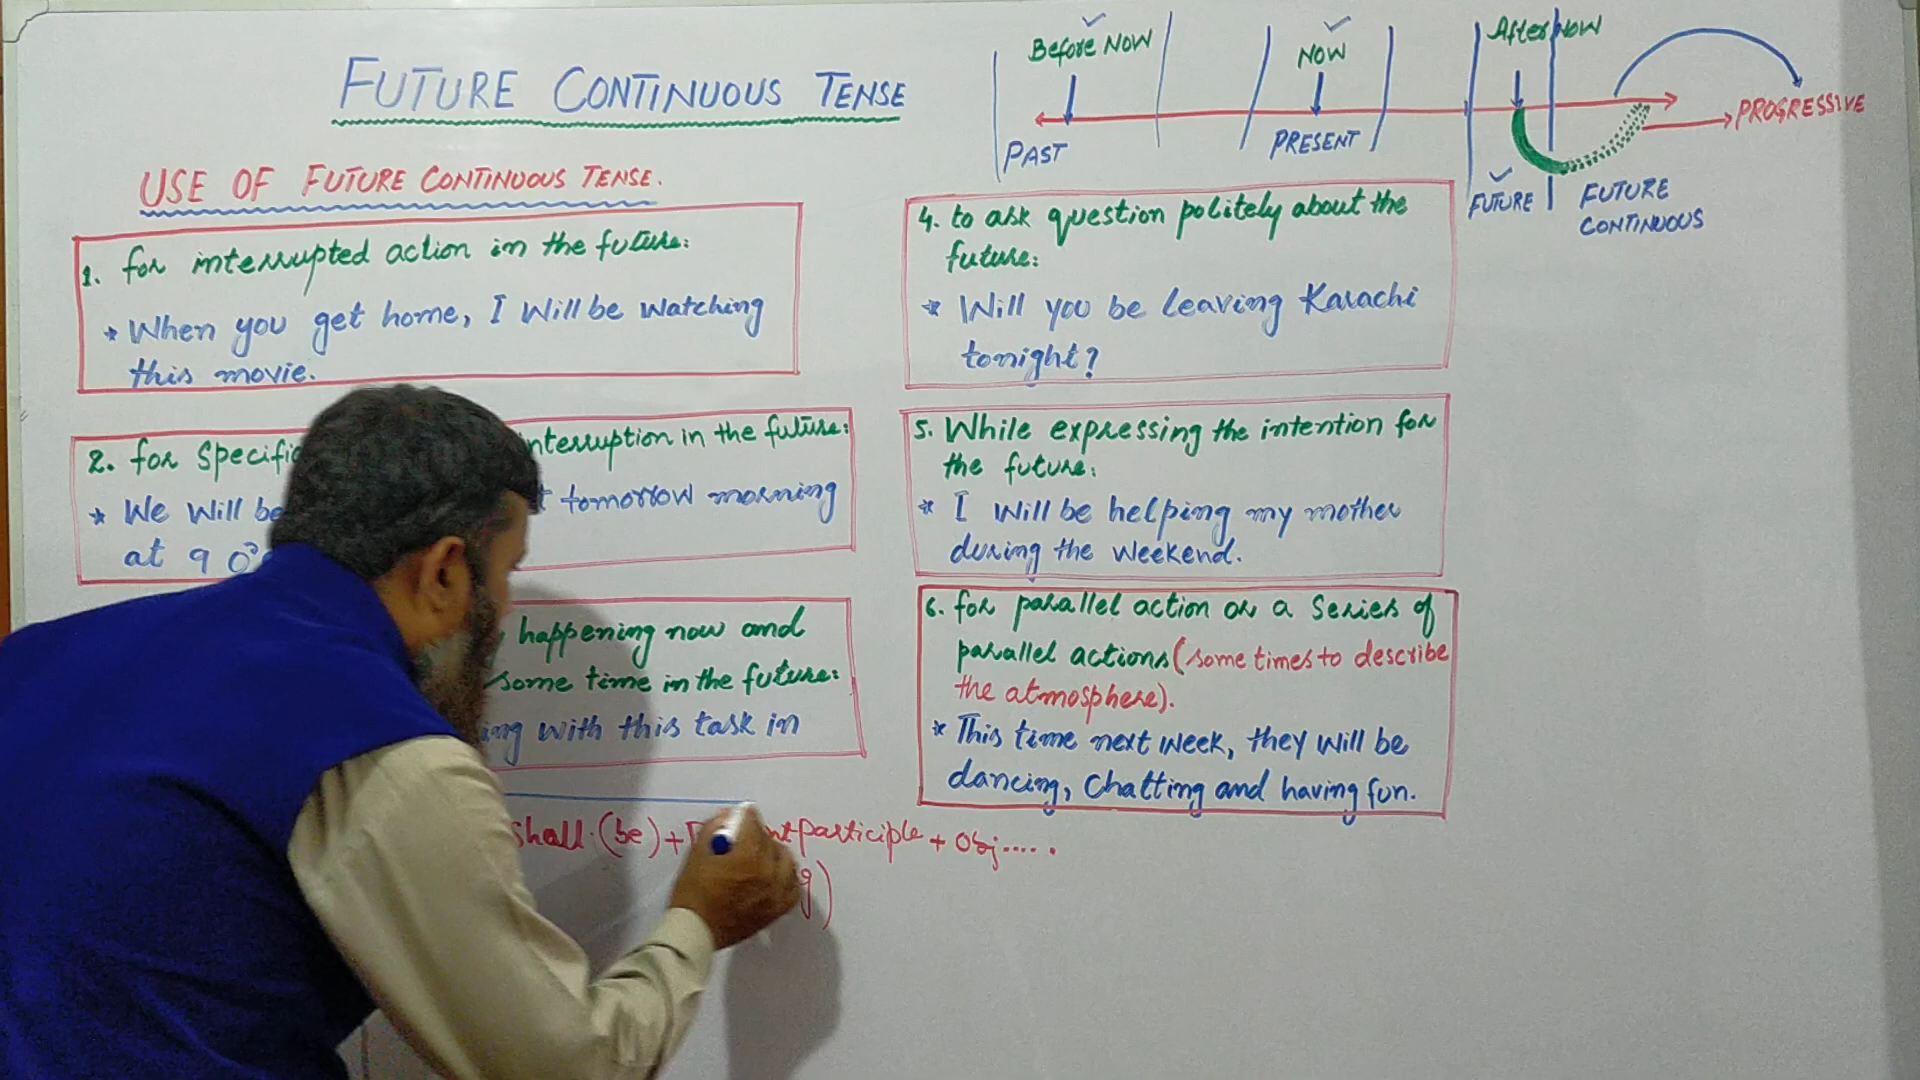 FUTURE CONTINUOUS TENSE
Before NOW
NOW
After NOW
PROGRESSIVE
PAST
PRESENT
FUTURE
FUTURE
CONTINUOUS
USE OF FUTURE CONTINUOUS TENSE.
1. for interrupted action in the future:
* When you get home, I will be watching
this movie.
2. for specific interruption in the future:
* We will be tomorrow morning
at 9
happening now and
some time in the future:
with this task in
shall (be) + participle + obj.....
4. to ask question politely about the
future:
* Will you be leaving Karachi
tonight?
5. While expressing the intention for
the future:
* I will be helping my mother
during the weekend.
6. for parallel action or a series of
parallel actions (some times to describe
the atmosphere).
* This time next week, they will be
dancing, chatting and having fun.